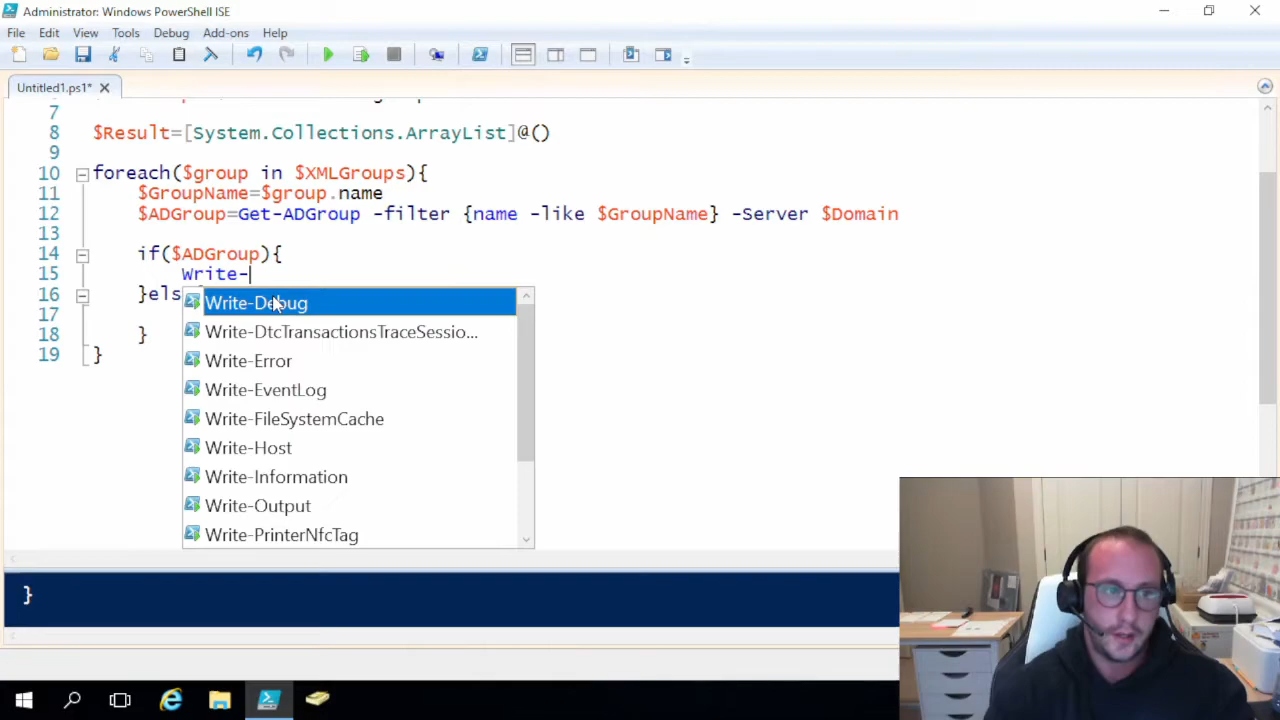 Administrator: Windows PowerShell ISE
File Edit View Tools Debug Add-ons Help
Untitled1.ps1*
7
8 $Result=[System.Collections.ArrayList]@()
9
10 foreach($group in $XMLGroups){
11 $GroupName=$group.name
12 $ADGroup=Get-ADGroup -filter {name -like $GroupName} -Server $Domain
13
14 if($ADGroup){
15 Write-
16 }els
17
18 }
19 }
Write-Debug
Write-DtcTransactionsTraceSessio...
Write-Error
Write-EventLog
Write-FileSystemCache
Write-Host
Write-Information
Write-Output
Write-PrinterNfcTag
}